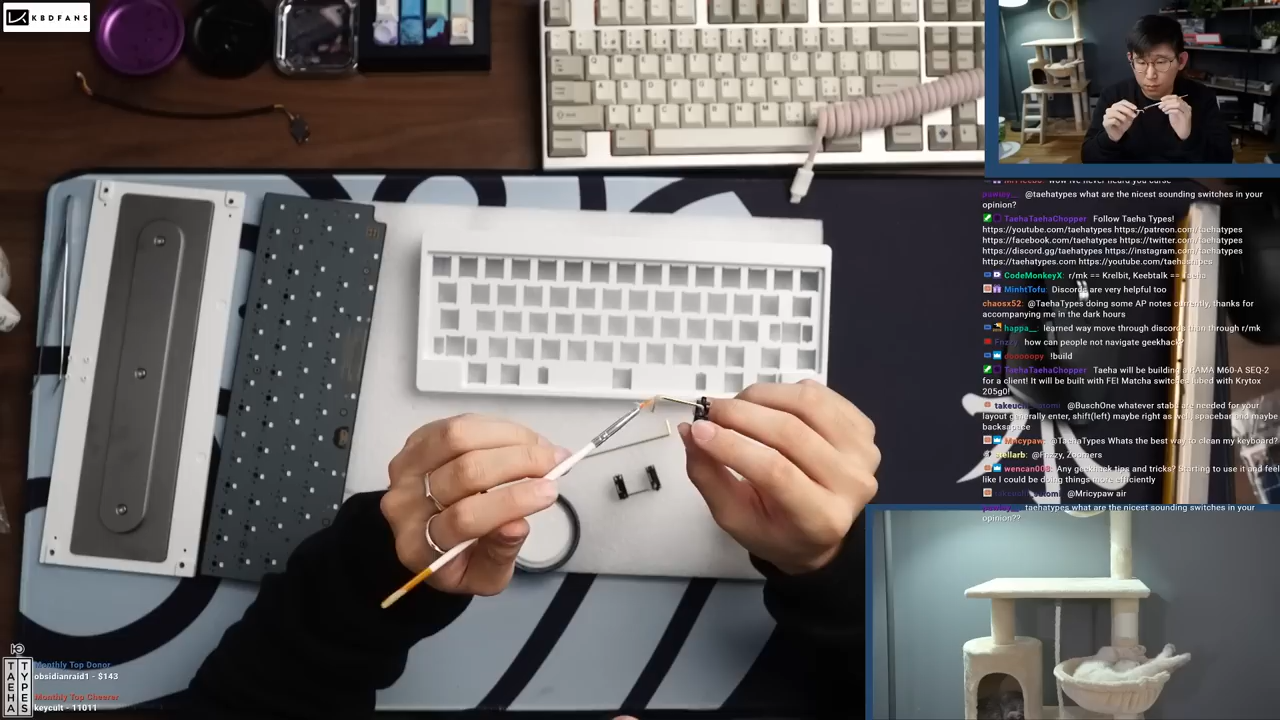 KBDFANS
@taehatypes what are the nicest sounding switches in your
opinion?
TaehaTaehaChopper Follow Taeha Types!
https://youtube.com/taehatypes https://patreon.com/taehatypes
https://facebook.com/taehatypes https://twitter.com/taehatypes
https://discord.gg/taehatypes https://instagram.com/taehatypes
https://taehatypes.com
CodeMonkeyX: r/mk == Krelbit, Keebtalk ==
MinhtTofu: Discords are very helpful too
chaosx52: @TaehaTypes doing some AP notes currently, thanks for
accompanying me in the dark hours
happa__: learned way move through discords than through r/mk
Fnzzy: how can people not navigate geekhack?
!build
TaehaTaehaChopper: Taeha will be building a RAMA M60-A SEQ-2
for a client! It will be built with FEI Matcha switches lubed with Krytox
205g0!
@BuschOne whatever stabs are needed for your
layout generally enter, shift(left) maybe right as well, spacebar and maybe
backspace
Mricypaw: @TaehaTypes Whats the best way to clean my keyboard?
@Fnzzy, Zoomers
Any geekhack tips and tricks? Starting to use it and feel
like I could be doing things more efficiently
@Mricypaw air
taehatypes what are the nicest sounding switches in your
opinion??
TAEHA TYPES
Monthly Top Donor
obsidianraid1 - $143
Monthly Top Cheerer
keycult - 11011